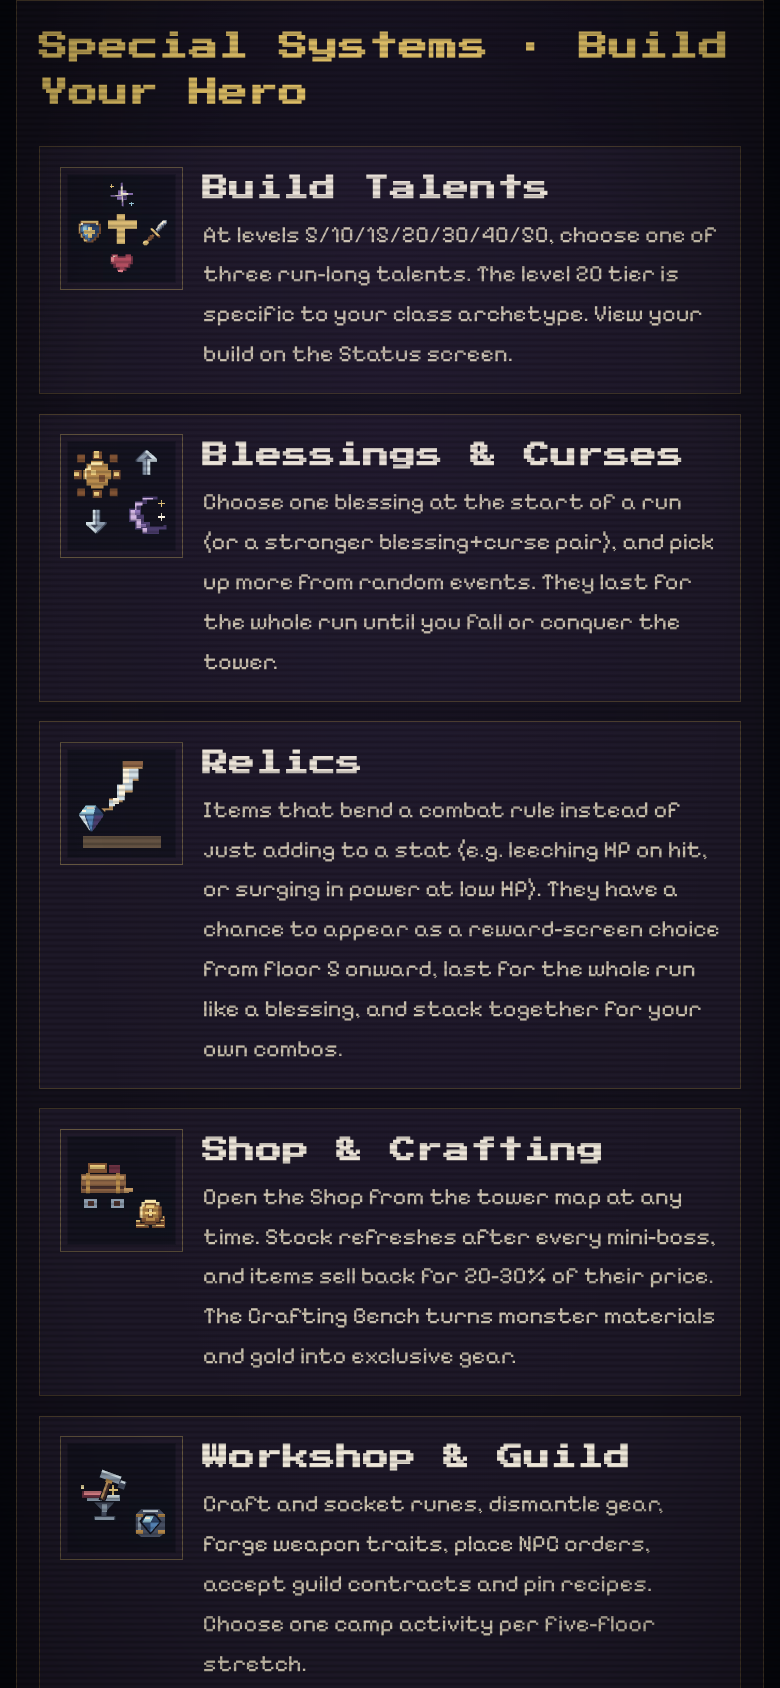 Special Systems · Build
Your Hero
Build Talents
At levels 5/10/15/20/30/40/50, choose one of
three run-long talents. The level 20 tier is
specific to your class archetype. View your
build on the Status screen.
Blessings & Curses
Choose one blessing at the start of a run
(or a stronger blessing+curse pair), and pick
up more from random events. They last for
the whole run until you fall or conquer the
tower.
Relics
Items that bend a combat rule instead of
just adding to a stat (e.g. leeching HP on hit,
or surging in power at low HP). They have a
chance to appear as a reward-screen choice
from floor 5 onward, last for the whole run
like a blessing, and stack together for your
own combos.
Shop & Crafting
Open the Shop from the tower map at any
time. Stock refreshes after every mini-boss,
and items sell back for 20-30% of their price.
The Crafting Bench turns monster materials
and gold into exclusive gear.
Workshop & Guild
Craft and socket runes, dismantle gear,
forge weapon traits, place NPC orders,
accept guild contracts and pin recipes.
Choose one camp activity per five-floor
stretch.